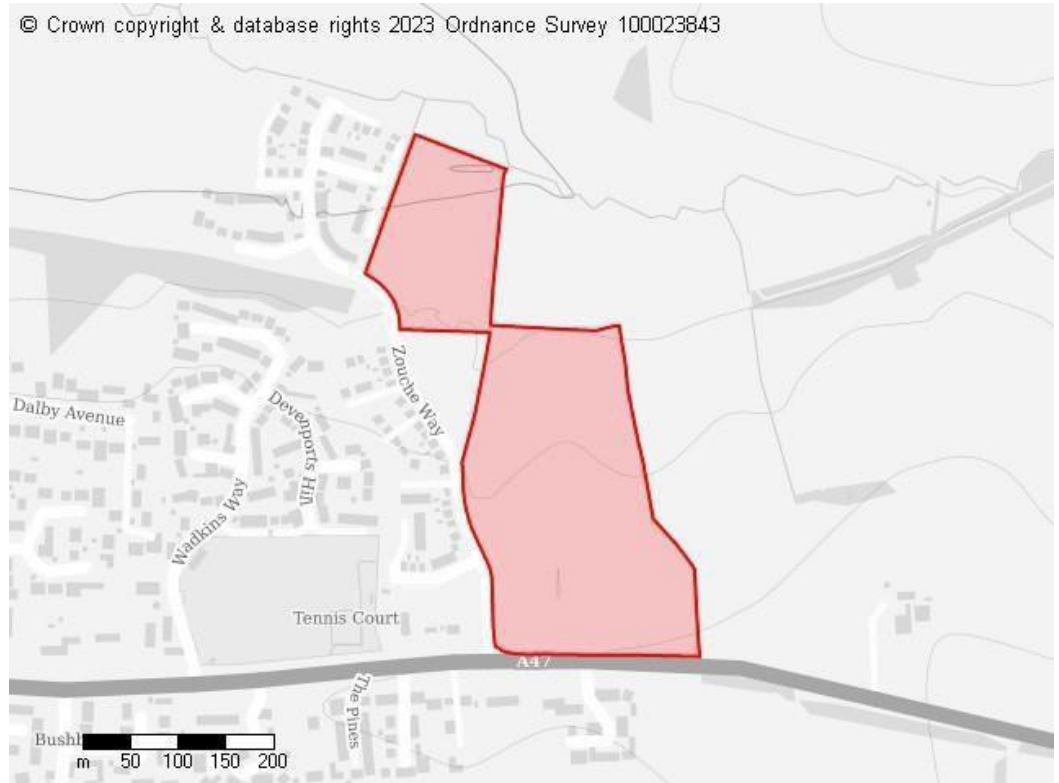 © Crown copyright & database rights 2023 Ordnance Survey 100023843
Zouche Way
Dalby Avenue
Devenports Hill
Wadkins Way
Tennis Court
A47
The Pines
m 50 100 150 200